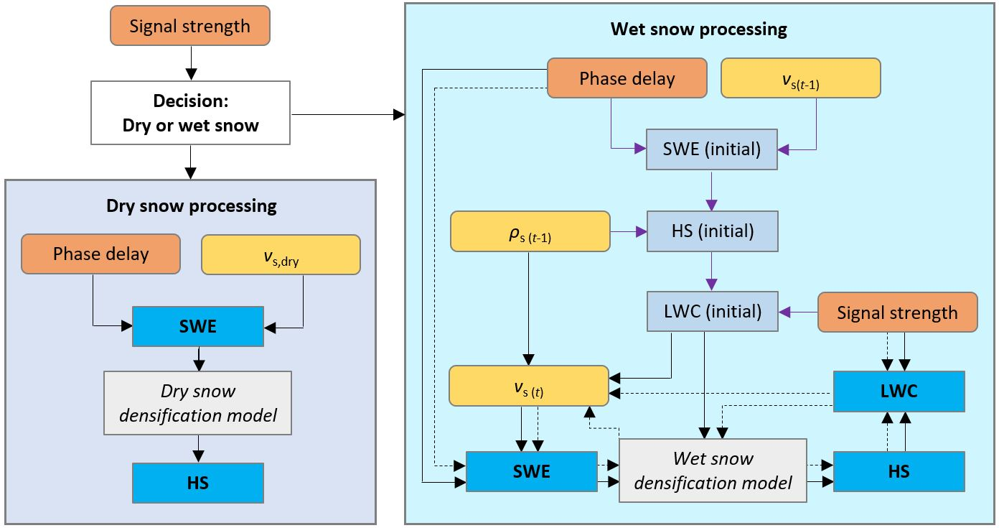 Signal strength
Decision:
Dry or wet snow
Dry snow processing
Phase delay
vs,dry
SWE
Dry snow
densification model
HS
Wet snow processing
Phase delay
vs(t-1)
SWE (initial)
ρs (t-1)
HS (initial)
LWC (initial)
Signal strength
vs (t)
LWC
SWE
Wet snow
densification model
HS